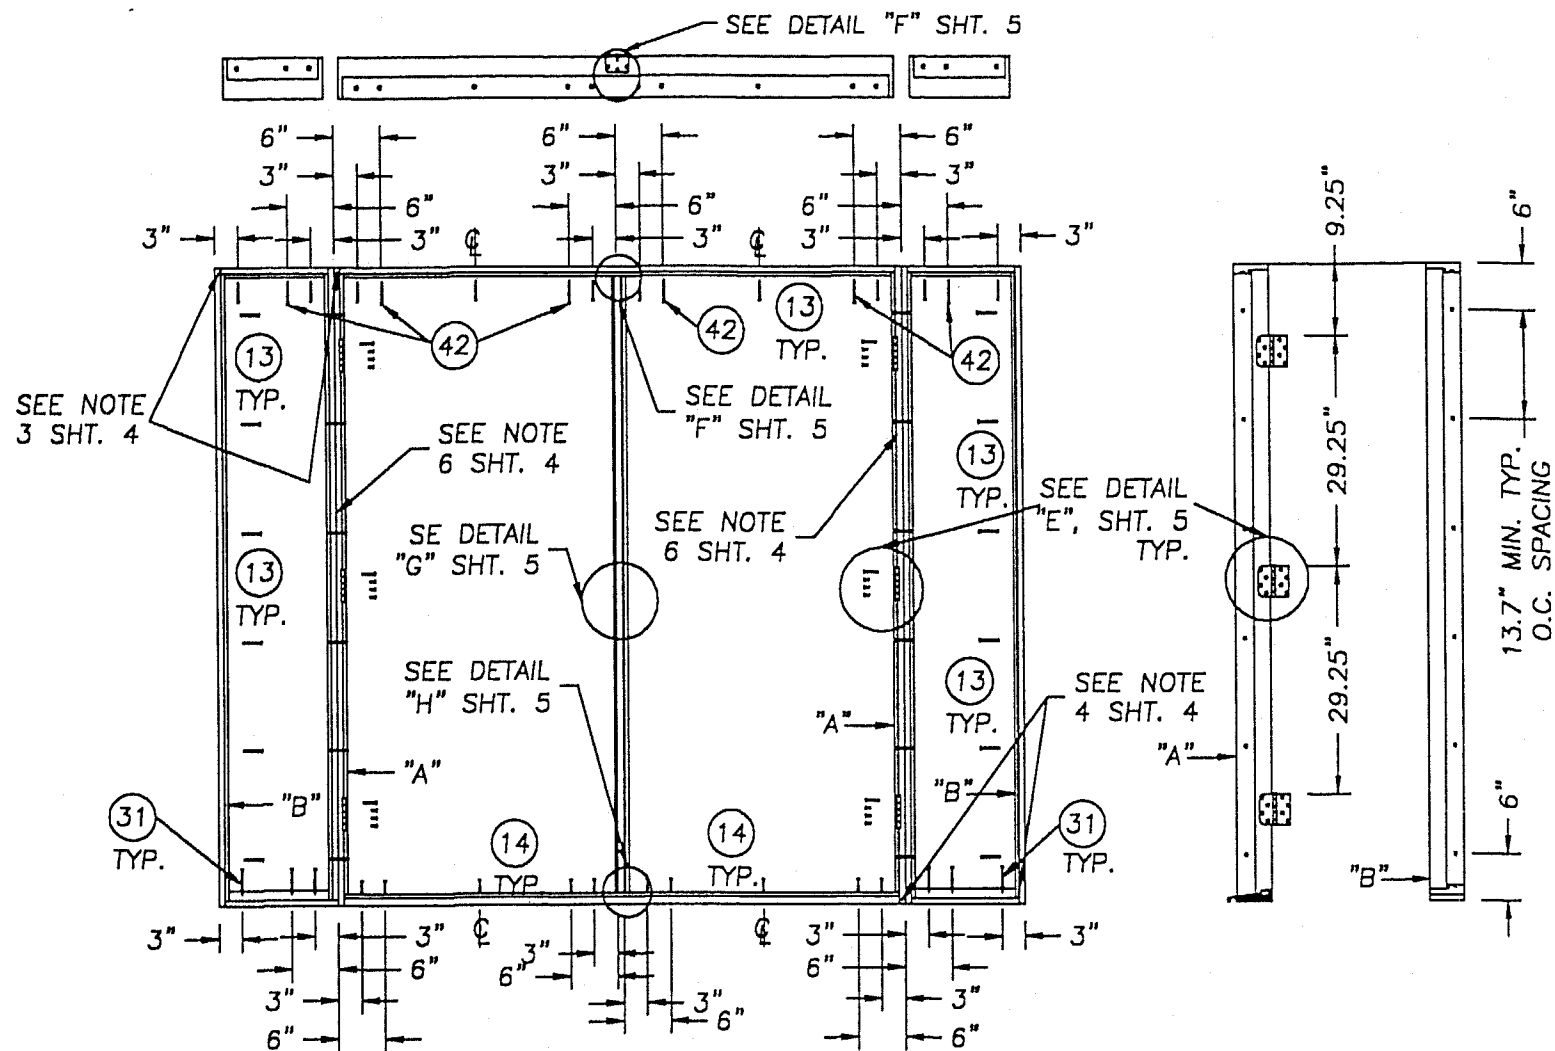 SEE DETAIL "F" SHT. 5
6"
6"
6"
3"
3"
3"
6"
6"
6"
3"
3"
℄
3"
℄
3"
3"
9.25"
6"
13
TYP.
42
42
13
TYP.
42
SEE NOTE
3 SHT. 4
SEE NOTE
6 SHT. 4
SEE DETAIL
"F" SHT. 5
13
TYP.
29.25"
13.7" MIN. TYP.
O.C. SPACING
SE DETAIL
"G" SHT. 5
SEE NOTE
6 SHT. 4
SEE DETAIL
"E", SHT. 5
TYP.
13
TYP.
SEE DETAIL
"H" SHT. 5
13
TYP.
SEE NOTE
4 SHT. 4
29.25"
"A"
"A"
"A"
"B"
"B"
"B"
31
TYP.
14
TYP.
14
TYP.
31
TYP.
6"
3"
3"
℄
3"
℄
3"
3"
6"
6"
6"
3"
3"
3"
6"
6"
6"